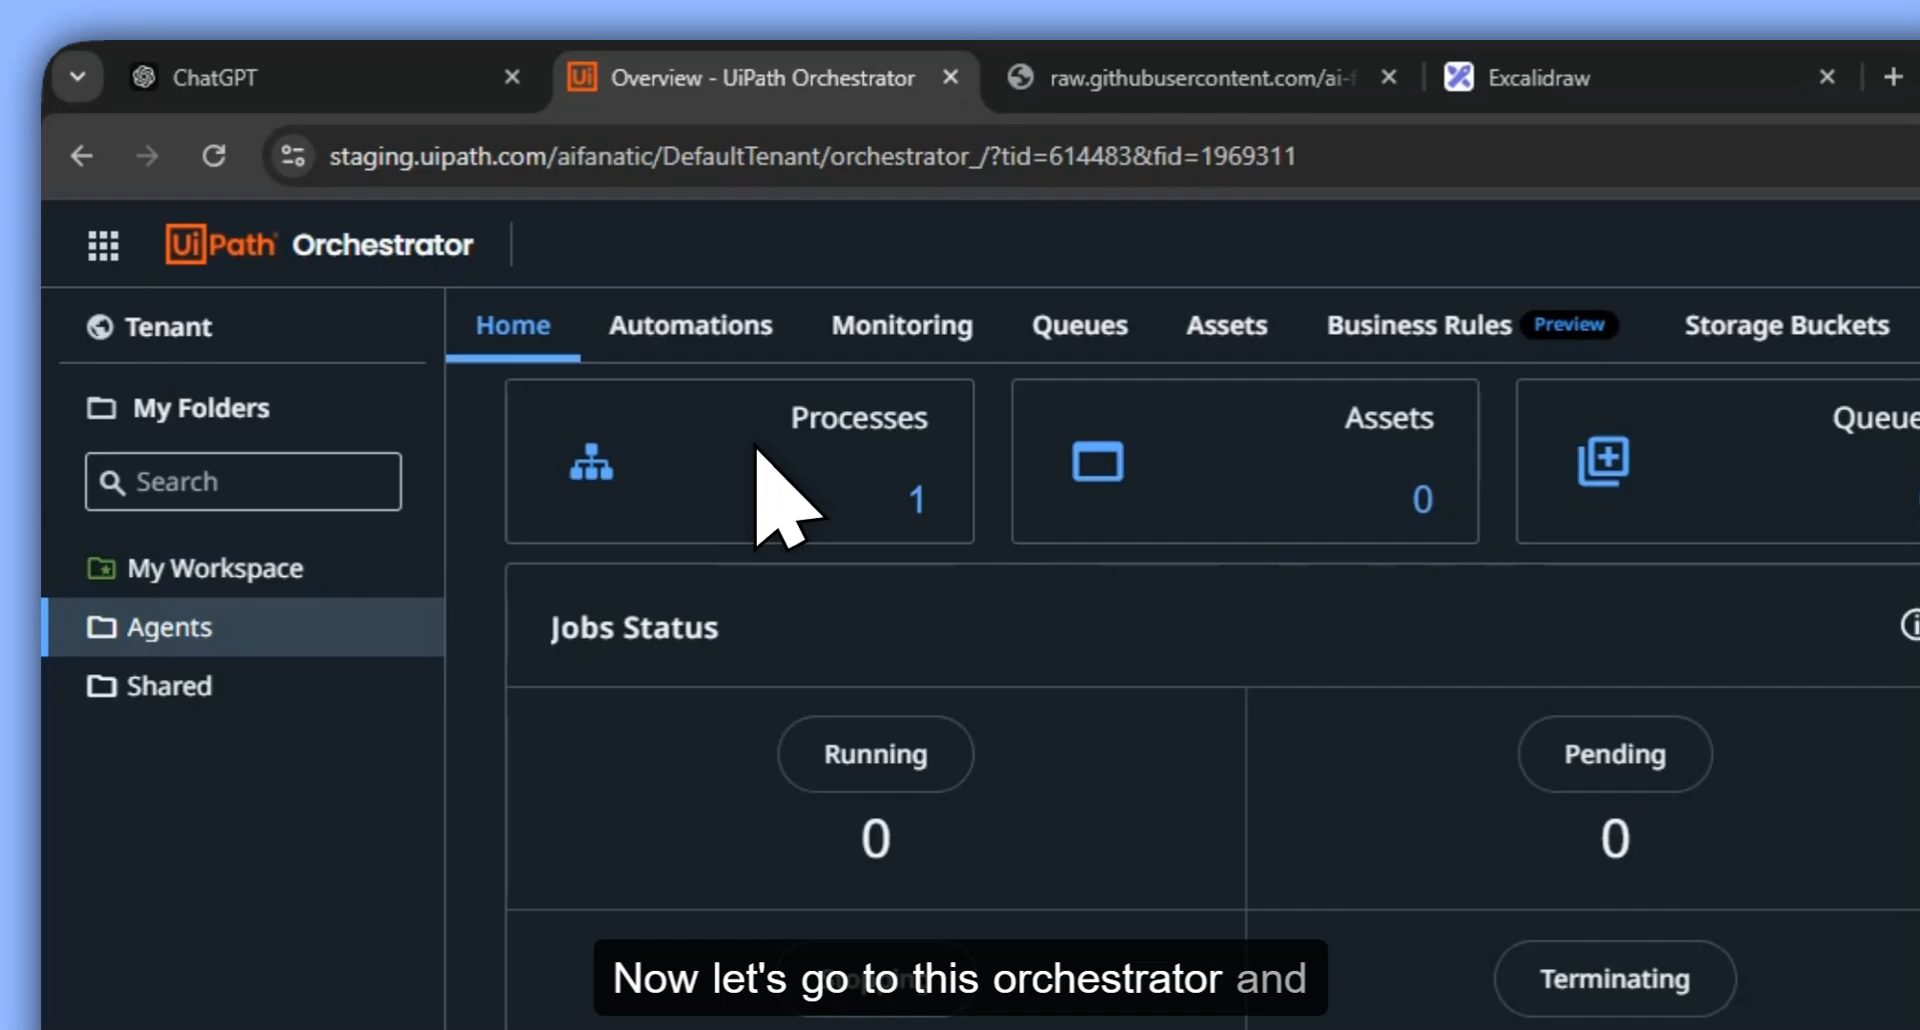 ChatGPT
Overview - UiPath Orchestrator
raw.githubusercontent.com/ai-f
Excalidraw
staging.uipath.com/aifanatic/DefaultTenant/orchestrator_/?tid=614483&fid=1969311
UiPath Orchestrator
Tenant
My Folders
Search
My Workspace
Agents
Shared
Home Automations Monitoring Queues Assets Business Rules Preview Storage Buckets
Processes
1
Assets
0
Queue
Jobs Status
Running
0
Pending
0
Terminating
Now let's go to this orchestrator and